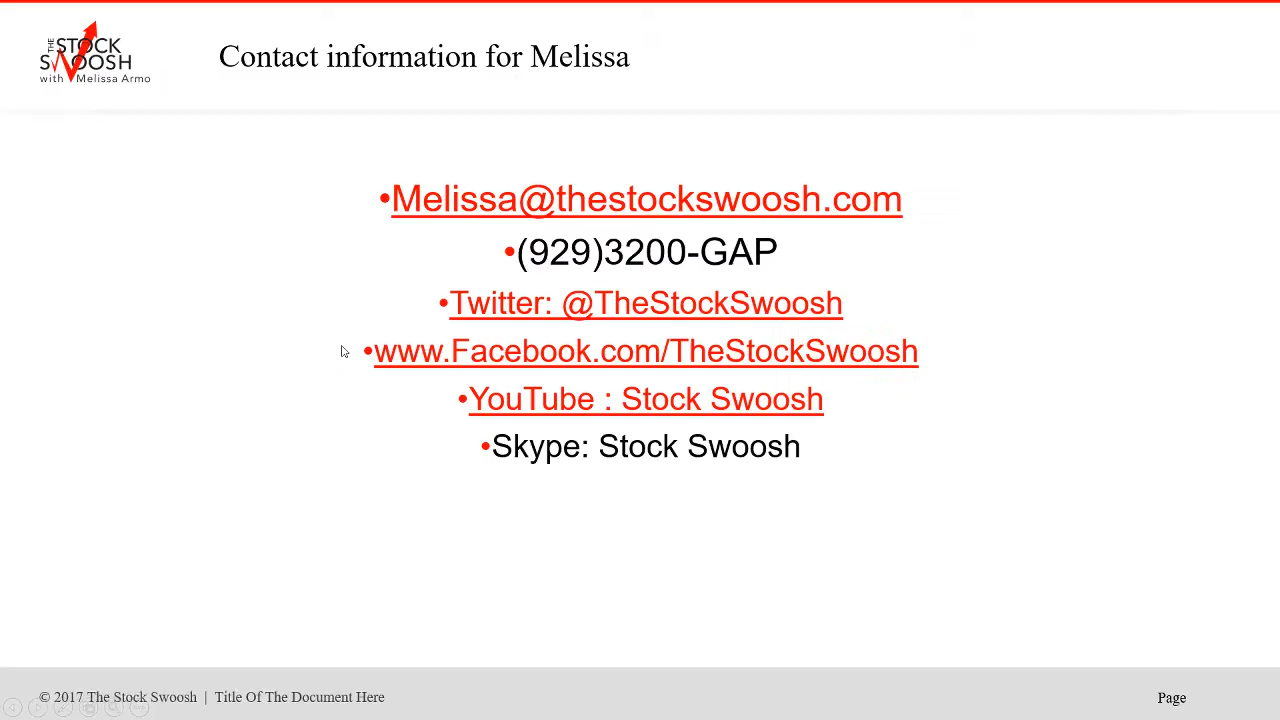 THE STOCK
SWOOSH
with Melissa Armo
Contact information for Melissa
•Melissa@thestockswoosh.com
•(929)3200-GAP
•Twitter: @TheStockSwoosh
•www.Facebook.com/TheStockSwoosh
•YouTube : Stock Swoosh
•Skype: Stock Swoosh
© 2017 The Stock Swoosh | Title Of The Document Here
Page